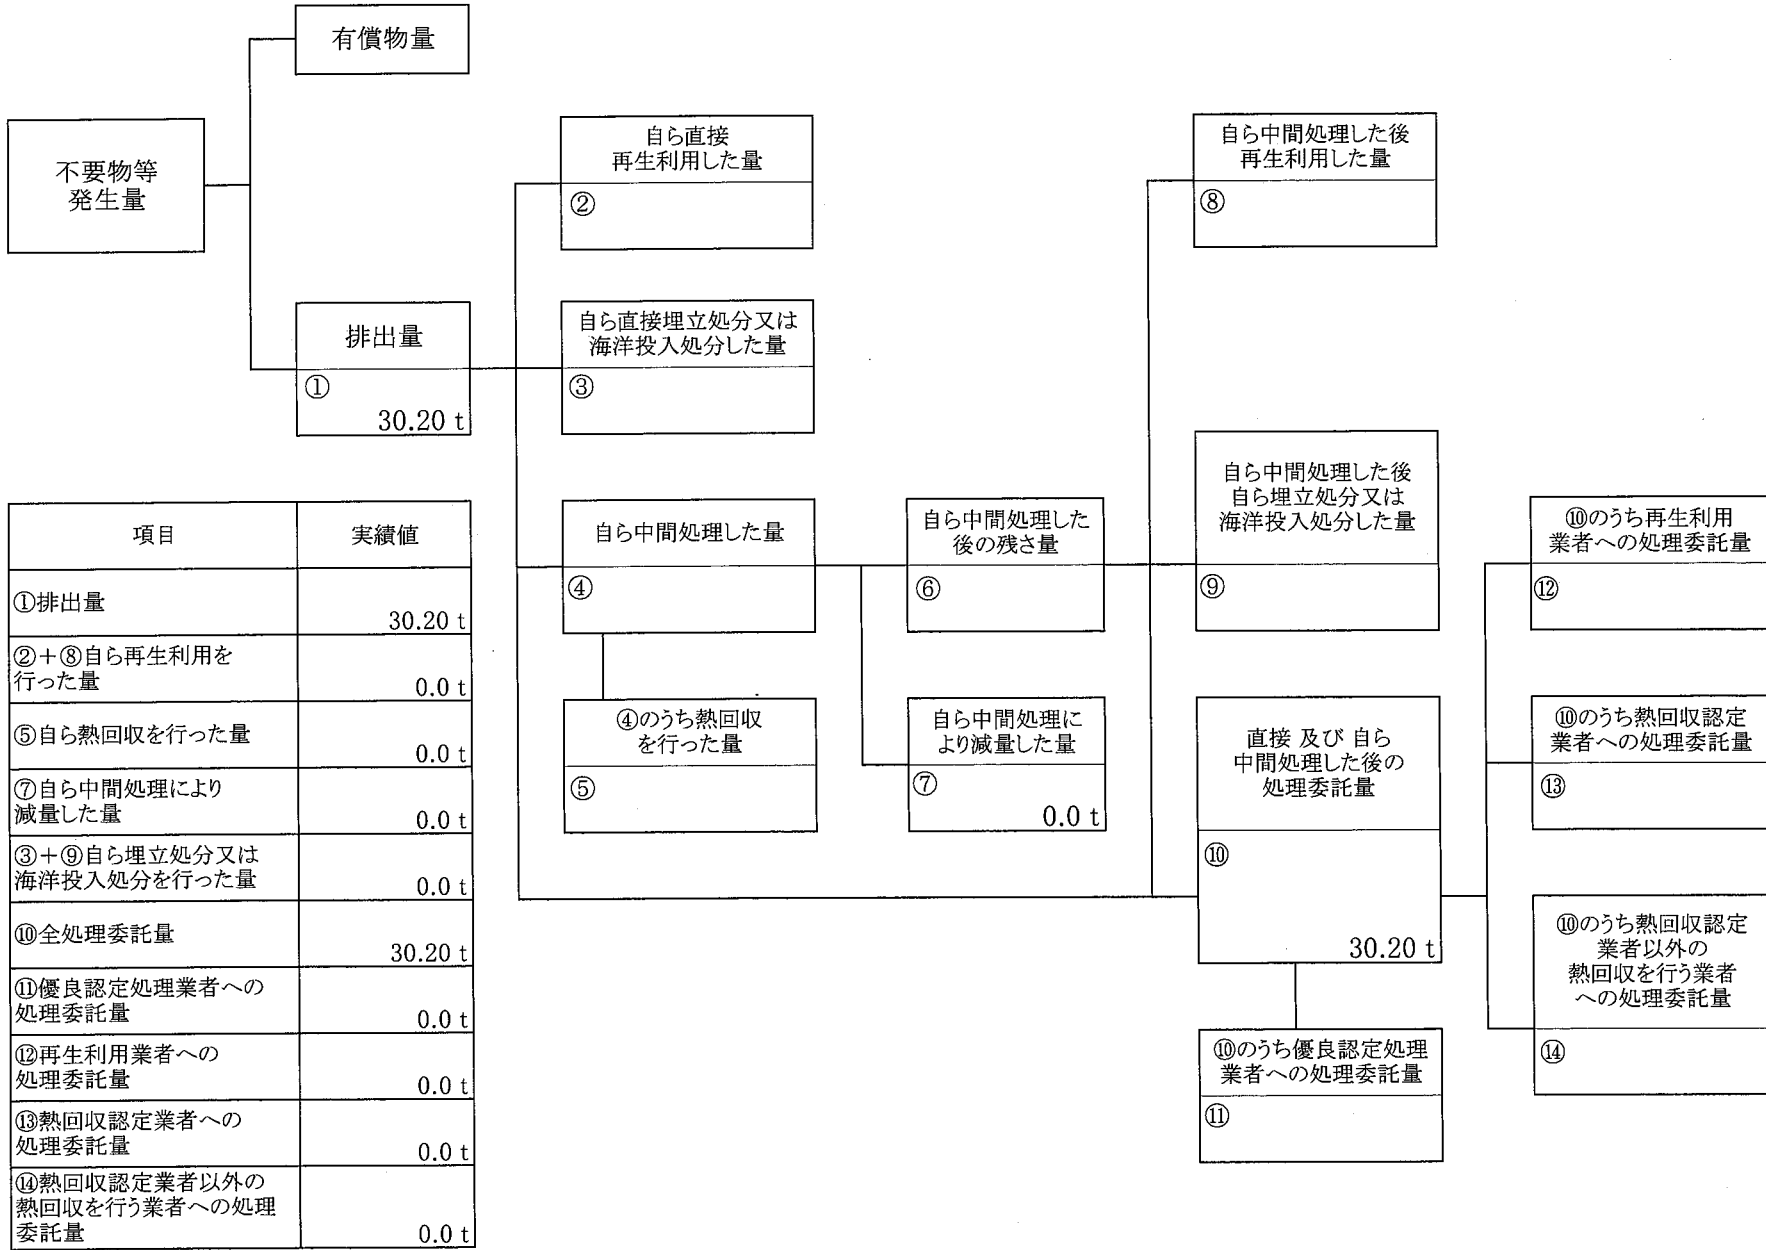 有償物量
不要物等
発生量
排出量
①
30.20 t
自ら直接
再生利用した量
②
自ら直接埋立処分又は
海洋投入処分した量
③
自ら中間処理した量
④
④のうち熱回収
を行った量
⑤
自ら中間処理した
後の残さ量
⑥
自ら中間処理に
より減量した量
⑦
0.0 t
自ら中間処理した後
再生利用した量
⑧
自ら中間処理した後
自ら埋立処分又は
海洋投入処分した量
⑨
直接 及び 自ら
中間処理した後の
処理委託量
⑩
30.20 t
⑩のうち優良認定処理
業者への処理委託量
⑪
⑩のうち再生利用
業者への処理委託量
⑫
⑩のうち熱回収認定
業者への処理委託量
⑬
⑩のうち熱回収認定
業者以外の
熱回収を行う業者
への処理委託量
⑭
項目 実績値
①排出量
30.20 t
②+⑧自ら再生利用を
行った量
0.0 t
⑤自ら熱回収を行った量
0.0 t
⑦自ら中間処理により
減量した量
0.0 t
③+⑨自ら埋立処分又は
海洋投入処分を行った量
0.0 t
⑩全処理委託量
30.20 t
⑪優良認定処理業者への
処理委託量
0.0 t
⑫再生利用業者への
処理委託量
0.0 t
⑬熱回収認定業者への
処理委託量
0.0 t
⑭熱回収認定業者以外の
熱回収を行う業者への処理
委託量
0.0 t